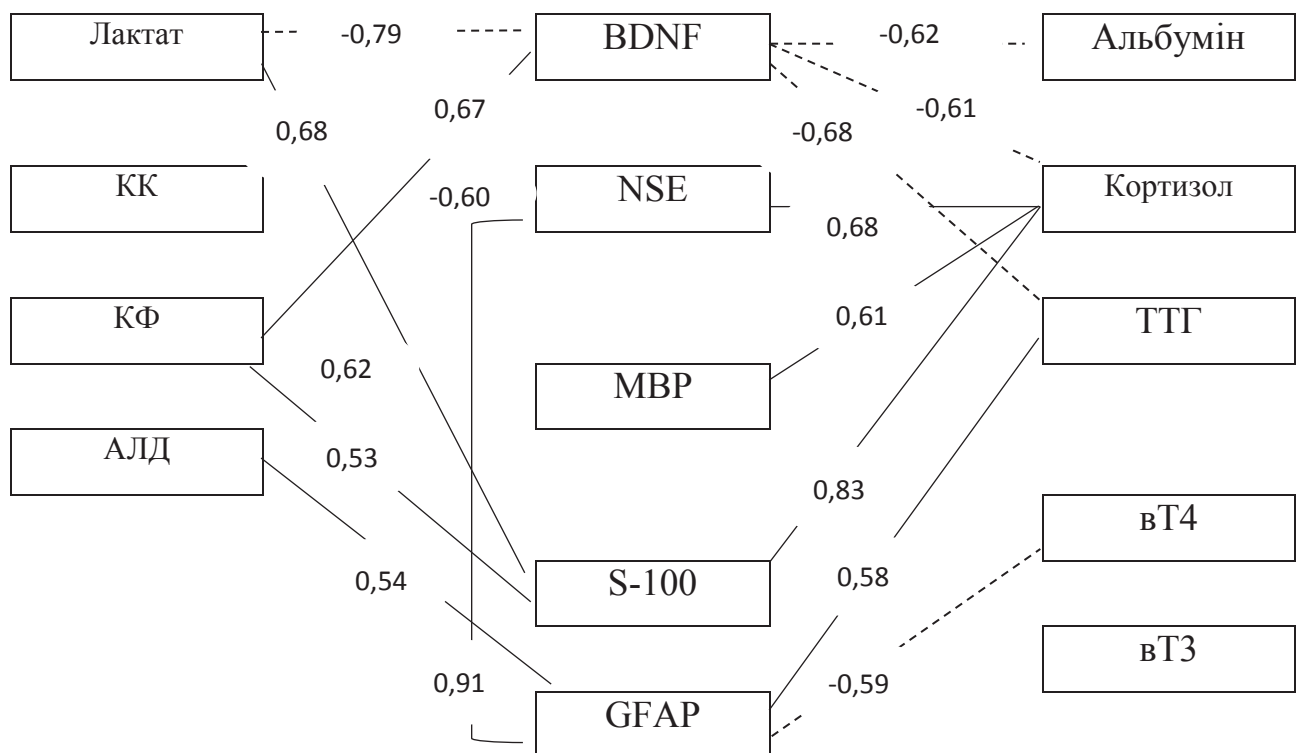 Лактат
-0,79
BDNF
-0,62
Альбумін
0,67
0,68
-0,68
-0,61
КК
-0,60
NSE
0,68
Кортизол
КФ
0,62
MBP
0,61
ТТГ
АЛД
0,53
0,83
вТ4
0,54
S-100
0,58
вТ3
0,91
GFAP
-0,59